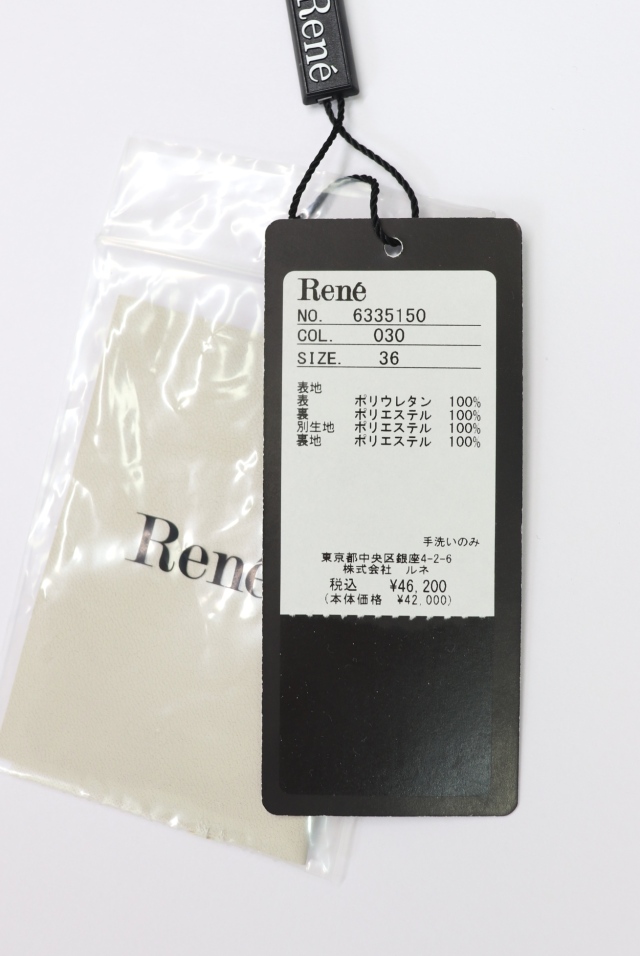 René
René
NO. 6335150
COL. 030
SIZE. 36
表地
表 ポリウレタン 100%
裏 ポリエステル 100%
別生地 ポリエステル 100%
裏地 ポリエステル 100%
手洗いのみ
東京都中央区銀座4-2-6
株式会社 ルネ
税込 ¥46,200
(本体価格 ¥42,000)
René